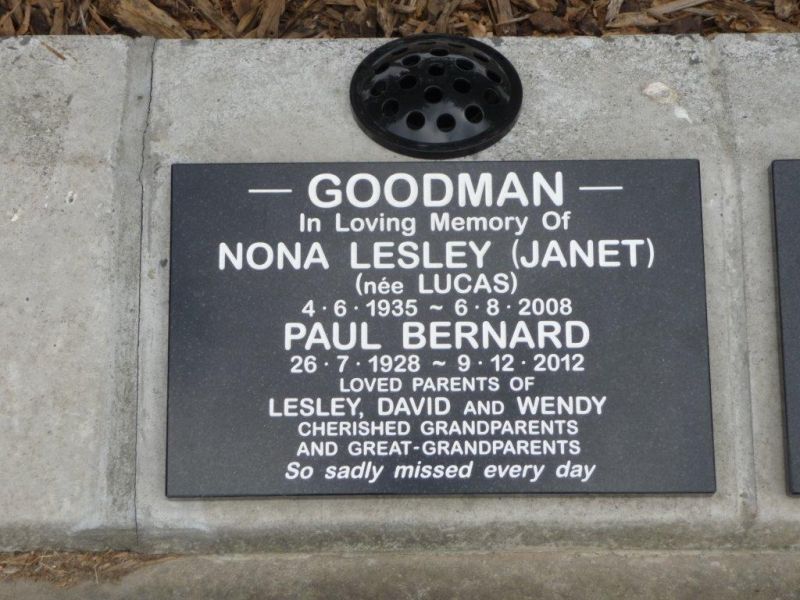 — GOODMAN —
In Loving Memory Of
NONA LESLEY (JANET)
(née LUCAS)
4·6·1935 ~ 6·8·2008
PAUL BERNARD
26·7·1928 ~ 9·12·2012
LOVED PARENTS OF
LESLEY, DAVID AND WENDY
CHERISHED GRANDPARENTS
AND GREAT-GRANDPARENTS
So sadly missed every day